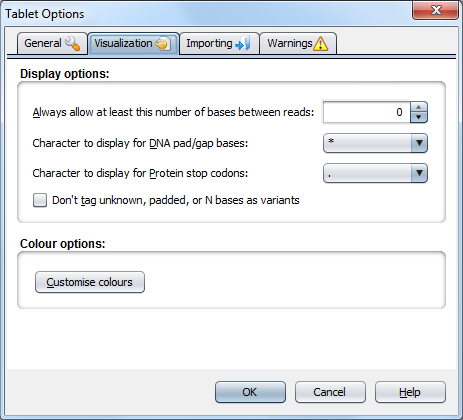 Tablet Options
General Visualization Importing Warnings
Display options:
Always allow at least this number of bases between reads: 0
Character to display for DNA pad/gap bases: *
Character to display for Protein stop codons: .
Don't tag unknown, padded, or N bases as variants
Colour options:
Customise colours
OK Cancel Help